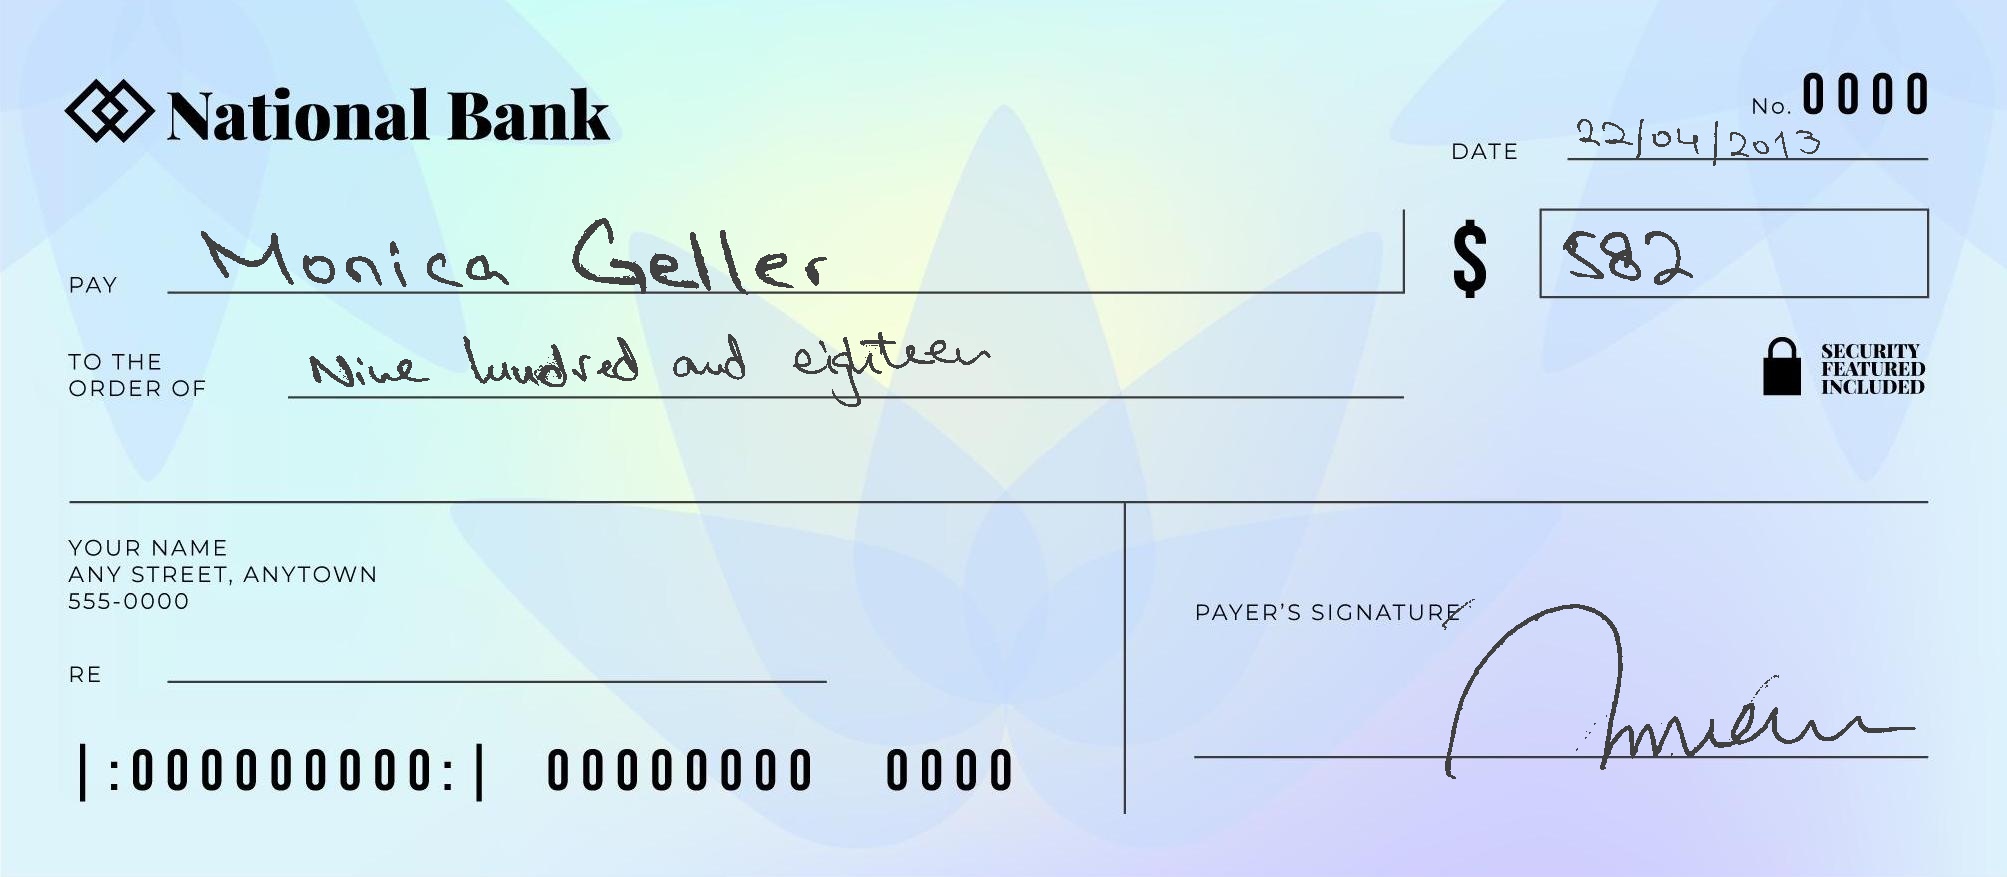 National Bank
No. 0000
DATE 22/04/2013
PAY Monica Geller $ 582
TO THE
ORDER OF Nine hundred and eighteen
SECURITY
FEATURED
INCLUDED
YOUR NAME
ANY STREET, ANYTOWN
555-0000
PAYER'S SIGNATURE
RE
|:000000000:| 00000000 0000